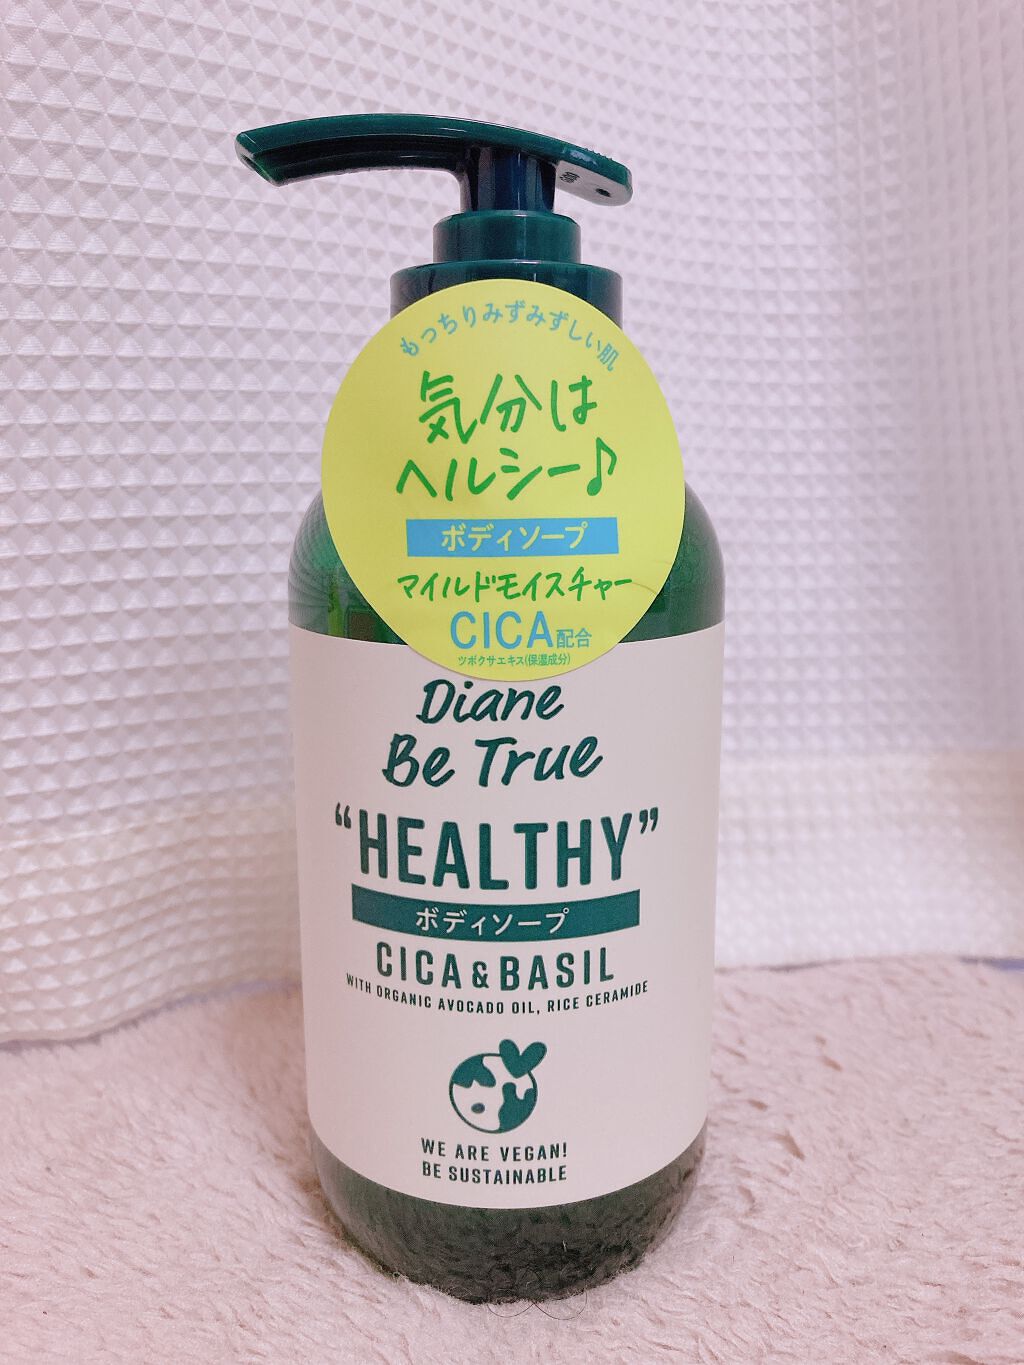 もっちりみずみずしい肌
気分は
ヘルシー♪
ボディソープ
マイルドモイスチャー
CICA配合
ツボクサエキス(保湿成分)
Diane
Be True
“HEALTHY”
ボディソープ
CICA & BASIL
WITH ORGANIC AVOCADO OIL, RICE CERAMIDE
WE ARE VEGAN!
BE SUSTAINABLE